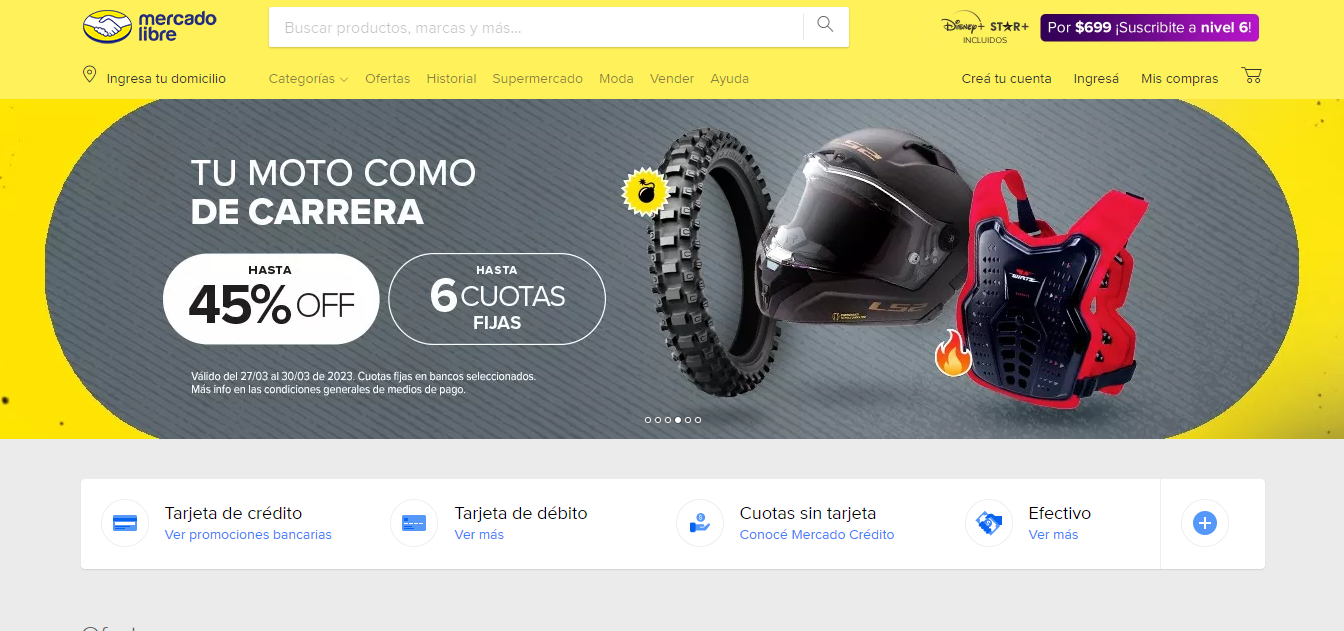 mercado
libre
Buscar productos, marcas y más...
DISNEY+ STAR+
INCLUIDOS
Por $699 ¡Suscribite a nivel 6!
Ingresa tu domicilio
Categorías
Ofertas
Historial
Supermercado
Moda
Vender
Ayuda
Creá tu cuenta
Ingresá
Mis compras
TU MOTO COMO
DE CARRERA
HASTA
45% OFF
HASTA
6 CUOTAS
FIJAS
Válido del 27/03 al 30/03 de 2023. Cuotas fijas en bancos seleccionados.
Más info en las condiciones generales de medios de pago.
LS2
LS2
Tarjeta de crédito
Ver promociones bancarias
Tarjeta de débito
Ver más
Cuotas sin tarjeta
Conocé Mercado Crédito
Efectivo
Ver más